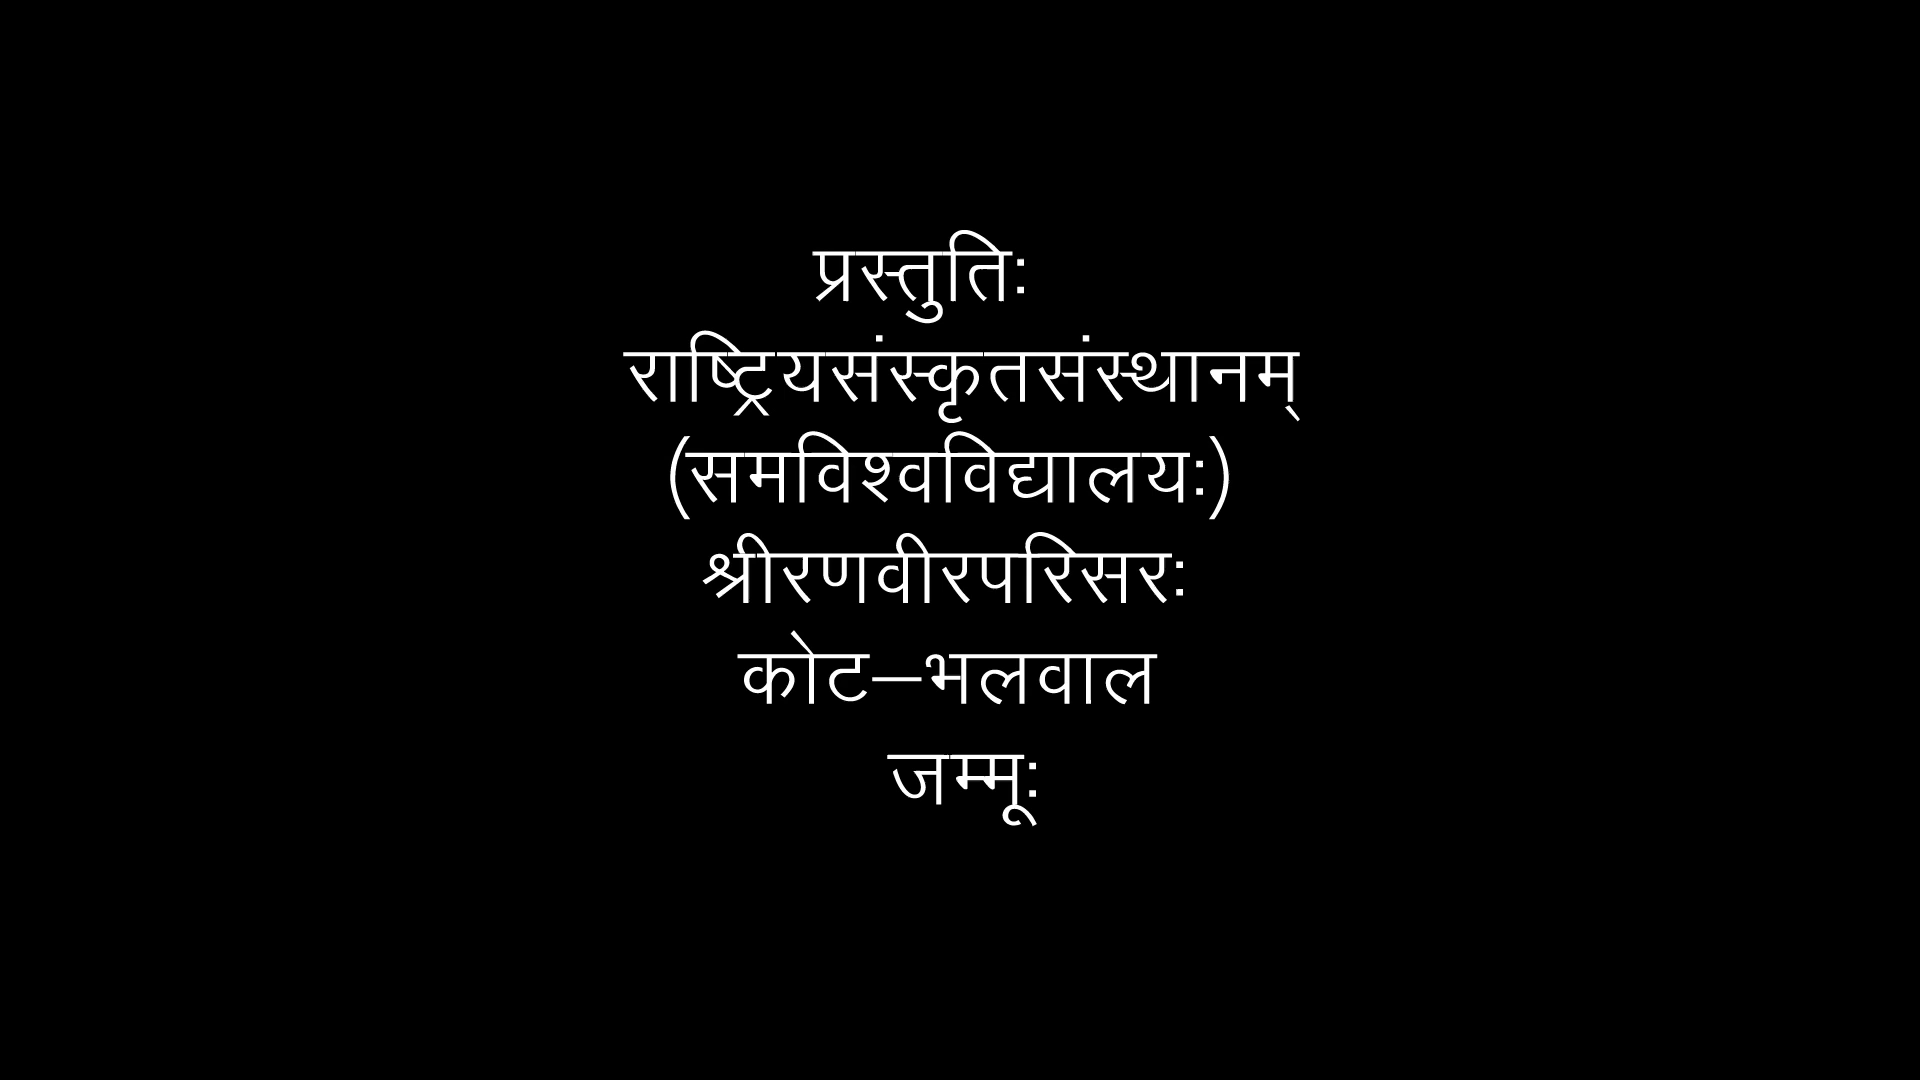 प्रस्तुतिः
राष्ट्रियसंस्कृतसंस्थानम्
(समविश्वविद्यालयः)
श्रीरणवीरपरिसरः
कोट–भलवाल
जम्मूः